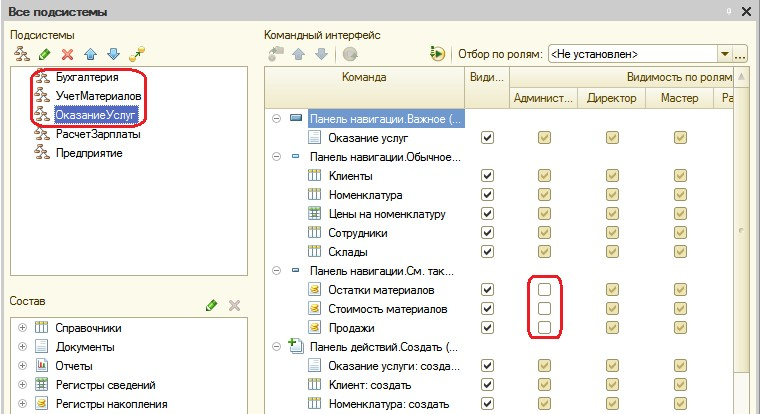 Все подсистемы
Подсистемы
Бухгалтерия
УчетМатериалов
ОказаниеУслуг
РасчетЗарплаты
Предприятие
Состав
Справочники
Документы
Отчеты
Регистры сведений
Регистры накопления
Командный интерфейс
Отбор по ролям: <Не установлен>
Команда Види... Видимость по ролям
Админист... Директор Мастер Ра
Панель навигации.Важное (...
Оказание услуг
Панель навигации.Обычное...
Клиенты
Номенклатура
Цены на номенклатуру
Сотрудники
Склады
Панель навигации.См. так...
Остатки материалов
Стоимость материалов
Продажи
Панель действий.Создать (...
Оказание услуги: созда...
Клиент: создать
Номенклатура: создать